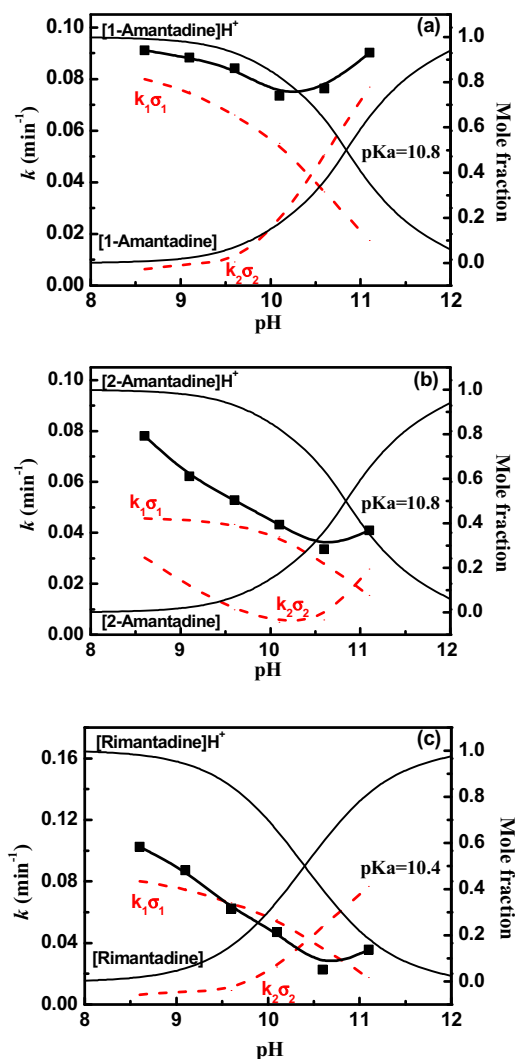 [1-Amantadine]H⁺ (a)
0.10 1.0
0.08 0.8
k₁σ₁
0.06 pKa=10.8 0.6
k (min⁻¹) Mole fraction
0.04 0.4
0.02 [1-Amantadine] 0.2
k₂σ₂
0.00 0.0
8 9 10 11 12
pH
[2-Amantadine]H⁺ (b)
0.10 1.0
0.08 0.8
0.06 pKa=10.8 0.6
k₁σ₁
k (min⁻¹) Mole fraction
0.04 0.4
0.02 k₂σ₂ 0.2
0.00 [2-Amantadine] 0.0
8 9 10 11 12
pH
[Rimantadine]H⁺ (c)
0.16 1.0
0.12 0.8
0.6
k (min⁻¹) pKa=10.4 Mole fraction
0.08 k₁σ₁ 0.4
0.04 [Rimantadine] 0.2
k₂σ₂
0.00 0.0
8 9 10 11 12
pH